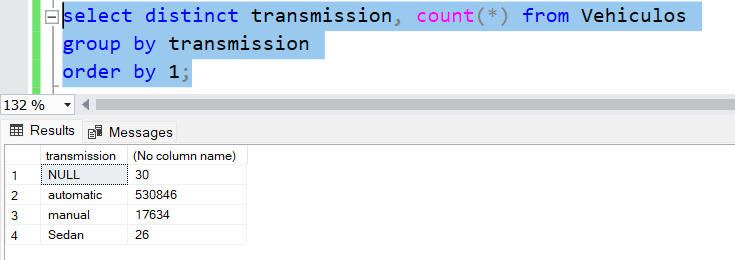 select distinct transmission, count(*) from Vehiculos
group by transmission
order by 1;
132 %
Results Messages
transmission (No column name)
1 NULL 30
2 automatic 530846
3 manual 17634
4 Sedan 26